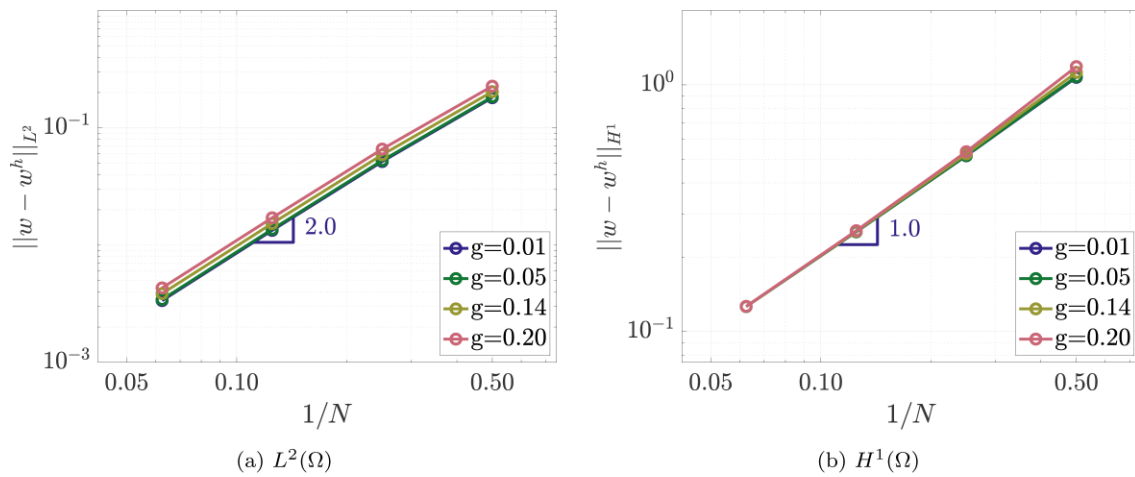 ||w − w^h||_{L^2}
10^{-1}
10^{-3}
2.0
g=0.01
g=0.05
g=0.14
g=0.20
0.05 0.10 0.50
1/N
(a) L^2(Ω)
||w − w^h||_{H^1}
10^0
10^{-1}
1.0
g=0.01
g=0.05
g=0.14
g=0.20
0.05 0.10 0.50
1/N
(b) H^1(Ω)